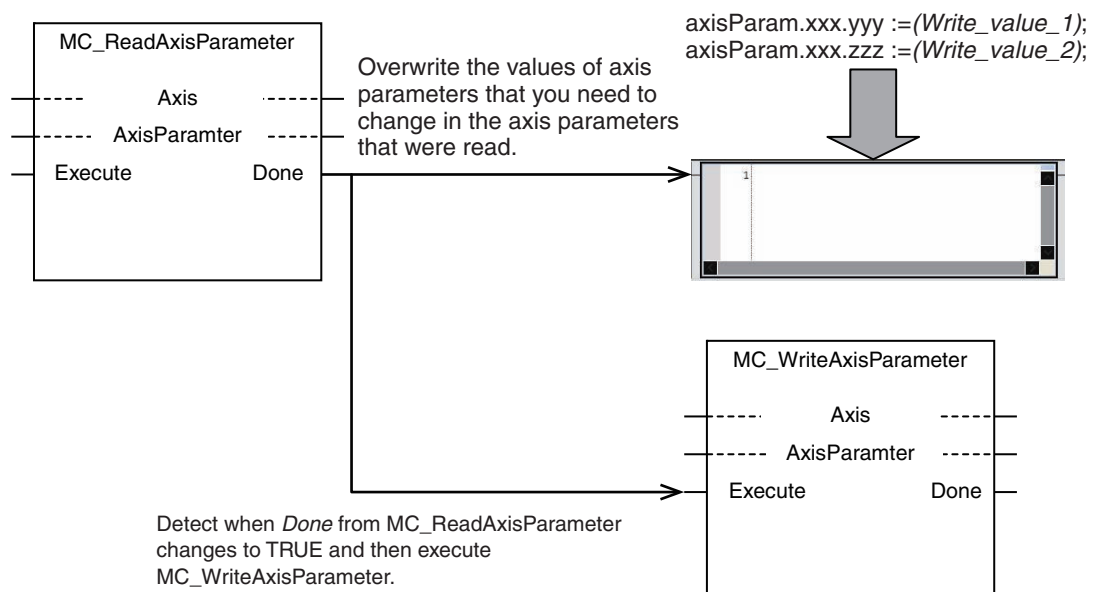 MC_ReadAxisParameter
Axis
AxisParamter
Execute Done
Overwrite the values of axis
parameters that you need to
change in the axis parameters
that were read.
axisParam.xxx.yyy :=(Write_value_1);
axisParam.xxx.zzz :=(Write_value_2);
1
MC_WriteAxisParameter
Axis
AxisParamter
Execute Done
Detect when Done from MC_ReadAxisParameter
changes to TRUE and then execute
MC_WriteAxisParameter.